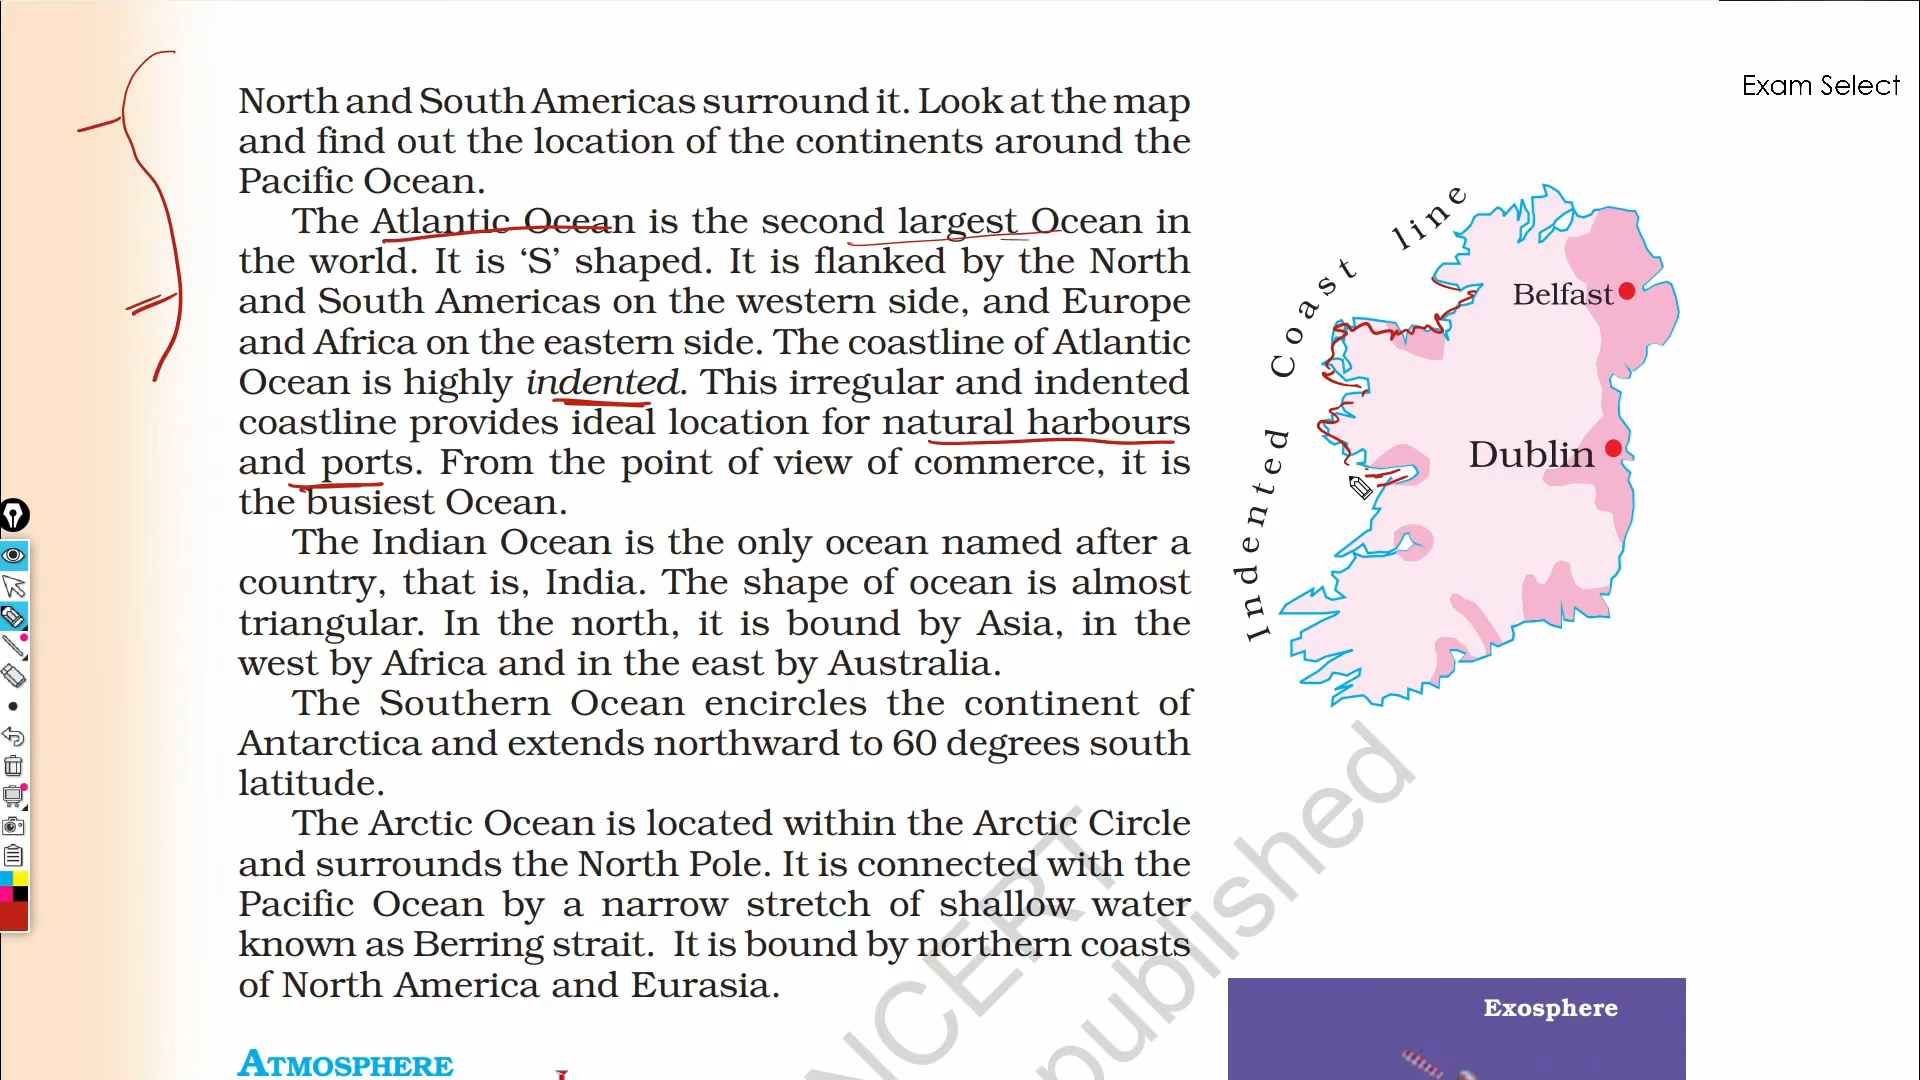 Exam Select
North and South Americas surround it. Look at the map
and find out the location of the continents around the
Pacific Ocean.
The Atlantic Ocean is the second largest Ocean in
the world. It is ‘S’ shaped. It is flanked by the North
and South Americas on the western side, and Europe
and Africa on the eastern side. The coastline of Atlantic
Ocean is highly indented. This irregular and indented
coastline provides ideal location for natural harbours
and ports. From the point of view of commerce, it is
the busiest Ocean.
The Indian Ocean is the only ocean named after a
country, that is, India. The shape of ocean is almost
triangular. In the north, it is bound by Asia, in the
west by Africa and in the east by Australia.
The Southern Ocean encircles the continent of
Antarctica and extends northward to 60 degrees south
latitude.
The Arctic Ocean is located within the Arctic Circle
and surrounds the North Pole. It is connected with the
Pacific Ocean by a narrow stretch of shallow water
known as Berring strait. It is bound by northern coasts
of North America and Eurasia.
ATMOSPHERE
Indented Coast line
Belfast
Dublin
Exosphere
NCERT
published